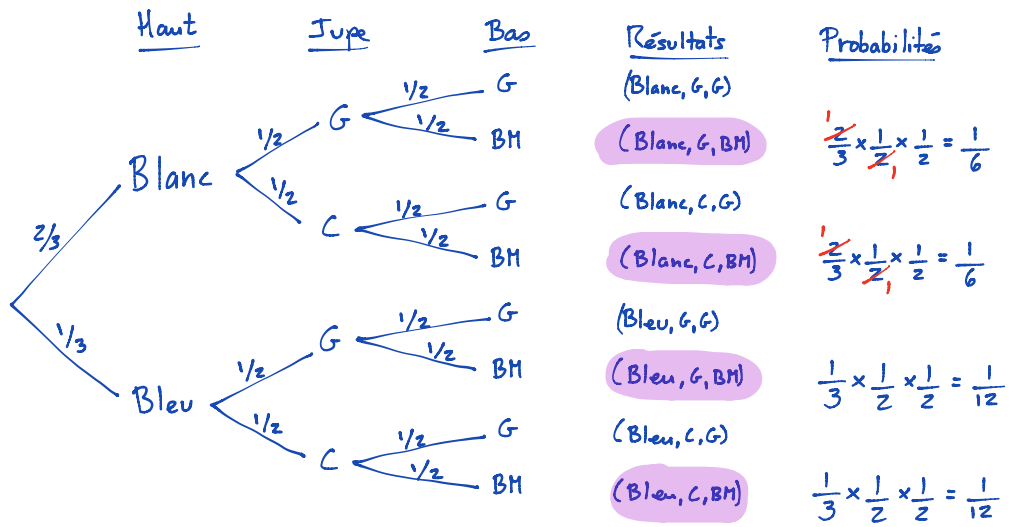 Haut Jupe Bas Résultats Probabilités
1/2 G (Blanc, G, G)
1/2 G 1/2 BM (Blanc, G, BM) 2/3 × 1/2 × 1/2 = 1/6 1 1
Blanc
1/2 C 1/2 G (Blanc, C, G)
2/3 1/2 BM (Blanc, C, BM) 2/3 × 1/2 × 1/2 = 1/6 1 1
1/3 1/2 G (Bleu, G, G)
1/2 G 1/2 BM (Bleu, G, BM) 1/3 × 1/2 × 1/2 = 1/12
Bleu
1/2 C 1/2 G (Bleu, C, G)
1/2 BM (Bleu, C, BM) 1/3 × 1/2 × 1/2 = 1/12